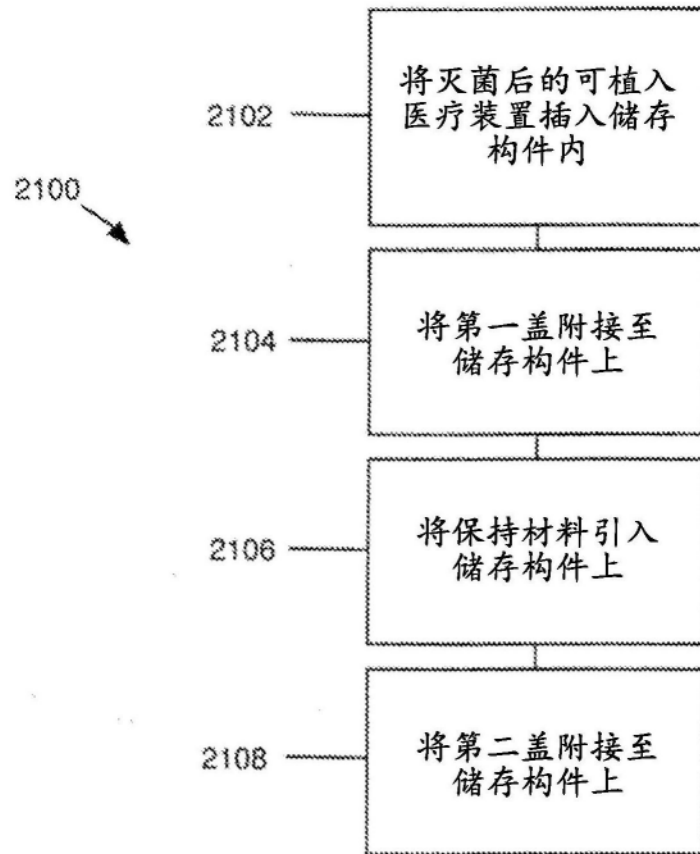 2100
2102
将灭菌后的可植入
医疗装置插入储存
构件内
2104
将第一盖附接至
储存构件上
2106
将保持材料引入
储存构件上
2108
将第二盖附接至
储存构件上